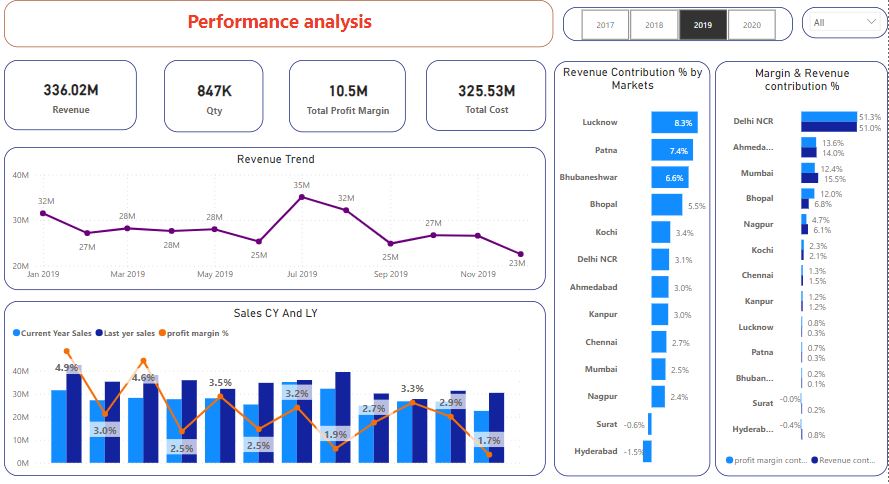 Performance analysis
2017 2018 2019 2020
All
336.02M
Revenue
847K
Qty
10.5M
Total Profit Margin
325.53M
Total Cost
Revenue Trend
40M
30M
20M
32M
27M
28M
28M
28M
25M
35M
32M
25M
27M
23M
Jan 2019 Mar 2019 May 2019 Jul 2019 Sep 2019 Nov 2019
Sales CY And LY
Current Year Sales Last yer sales profit margin %
40M
30M
20M
10M
0M
4.9%
3.0%
4.6%
2.5%
3.5%
2.5%
3.2%
1.9%
2.7%
3.3%
2.9%
1.7%
Revenue Contribution % by
Markets
Lucknow 8.3%
Patna 7.4%
Bhubaneshwar 6.6%
Bhopal 5.5%
Kochi 3.4%
Delhi NCR 3.1%
Ahmedabad 3.0%
Kanpur 3.0%
Chennai 2.7%
Mumbai 2.5%
Nagpur 2.4%
Surat -0.6%
Hyderabad -1.5%
Margin & Revenue
contribution %
Delhi NCR 51.3%
51.0%
Ahmeda... 13.6%
14.0%
Mumbai 12.4%
15.5%
Bhopal 12.0%
6.8%
Nagpur 4.7%
6.1%
Kochi 2.3%
2.1%
Chennai 1.3%
1.5%
Kanpur 1.2%
1.2%
Lucknow 0.8%
0.3%
Patna 0.7%
0.3%
Bhuban... 0.2%
0.1%
Surat -0.0%
0.2%
Hyderab... -0.4%
0.8%
profit margin cont... Revenue cont...